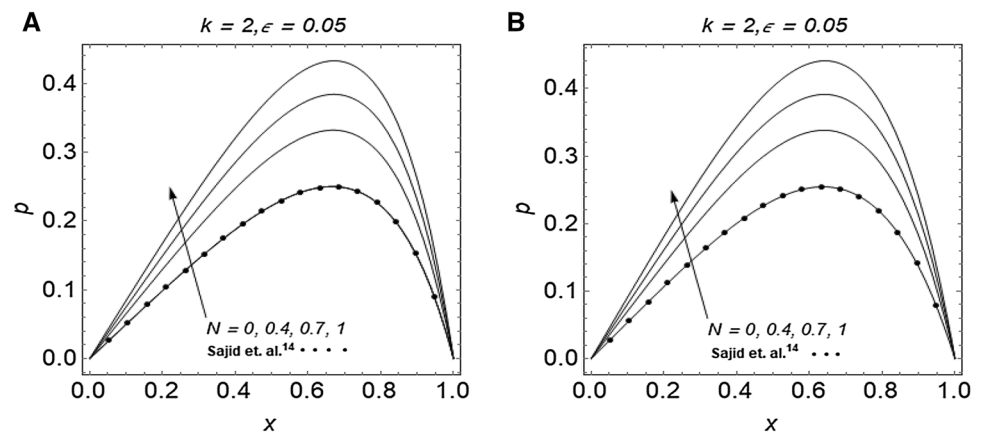 A
k = 2, ϵ = 0.05
p
0.4
0.3
0.2
0.1
0.0
N = 0, 0.4, 0.7, 1
Sajid et. al.14
0.0 0.2 0.4 0.6 0.8 1.0
x
B
k = 2, ϵ = 0.05
p
0.4
0.3
0.2
0.1
0.0
N = 0, 0.4, 0.7, 1
Sajid et. al.14
0.0 0.2 0.4 0.6 0.8 1.0
x